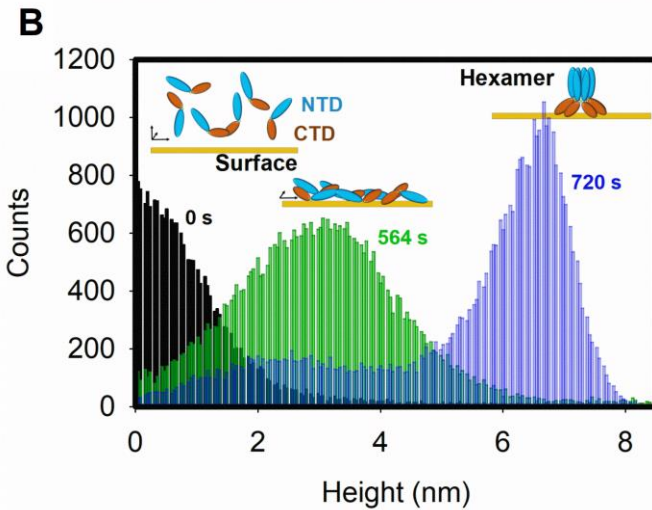 B
1200
1000
800
600
400
200
0
Counts
NTD
CTD
Surface
0 s
564 s
Hexamer
720 s
0 2 4 6 8
Height (nm)